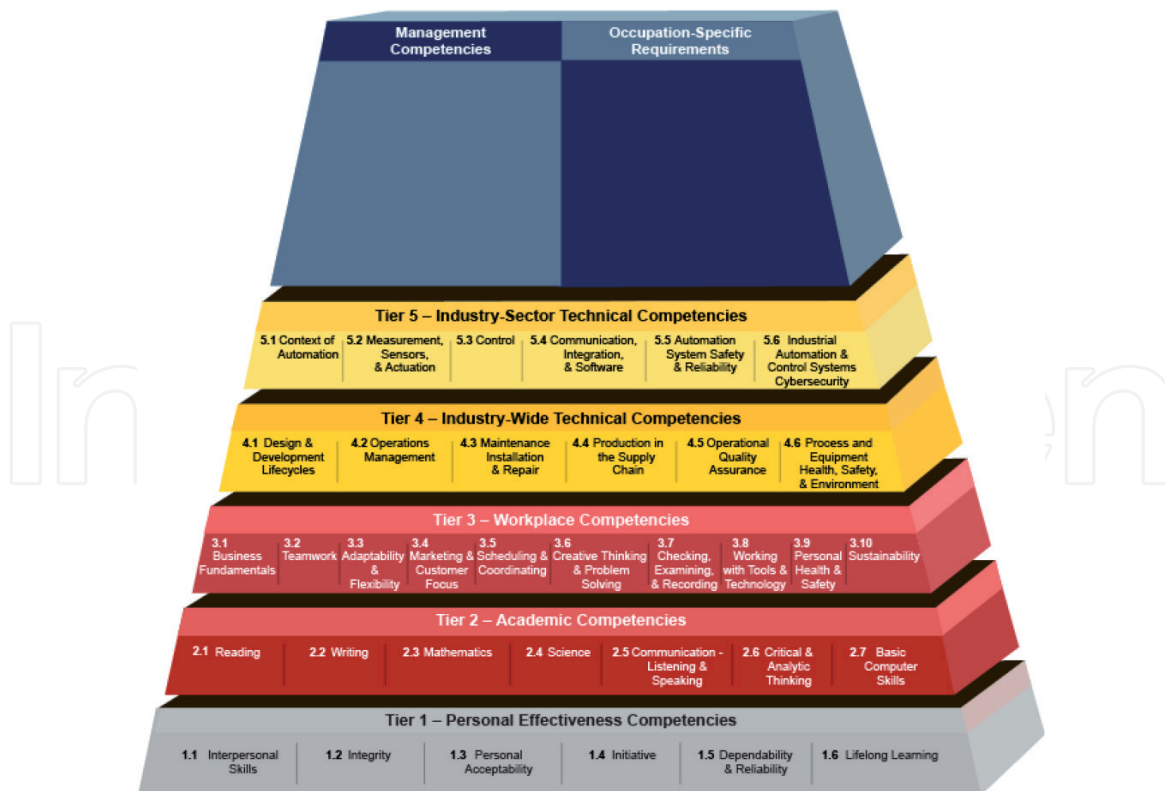 Management
Competencies
Occupation-Specific
Requirements
Tier 5 – Industry-Sector Technical Competencies
5.1 Context of
Automation
5.2 Measurement,
Sensors,
& Actuation
5.3 Control
5.4 Communication,
Integration,
& Software
5.5 Automation
System Safety
& Reliability
5.6 Industrial
Automation &
Control Systems
Cybersecurity
Tier 4 – Industry-Wide Technical Competencies
4.1 Design &
Development
Lifecycles
4.2 Operations
Management
4.3 Maintenance
Installation
& Repair
4.4 Production in
the Supply
Chain
4.5 Operational
Quality
Assurance
4.6 Process and
Equipment
Health, Safety,
& Environment
Tier 3 – Workplace Competencies
3.1
Business
Fundamentals
3.2
Teamwork
3.3
Adaptability
&
Flexibility
3.4
Marketing &
Customer
Focus
3.5
Scheduling &
Coordinating
3.6
Creative Thinking
& Problem
Solving
3.7
Checking,
Examining,
& Recording
3.8
Working
with Tools &
Technology
3.9
Personal
Health &
Safety
3.10
Sustainability
Tier 2 – Academic Competencies
2.1 Reading
2.2 Writing
2.3 Mathematics
2.4 Science
2.5 Communication -
Listening &
Speaking
2.6 Critical &
Analytic
Thinking
2.7 Basic
Computer
Skills
Tier 1 – Personal Effectiveness Competencies
1.1 Interpersonal
Skills
1.2 Integrity
1.3 Personal
Acceptability
1.4 Initiative
1.5 Dependability
& Reliability
1.6 Lifelong Learning